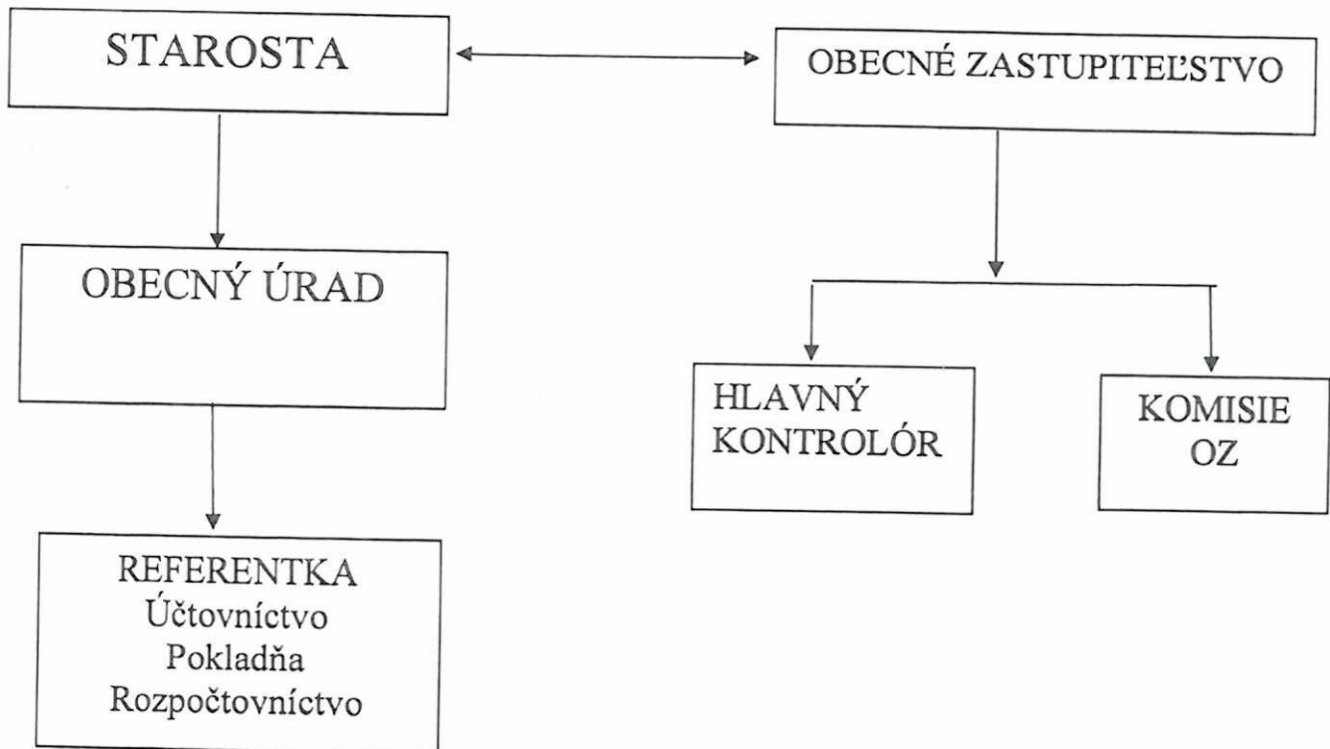 STAROSTA
OBECNÉ ZASTUPITEĽSTVO
OBECNÝ ÚRAD
HLAVNÝ
KONTROLÓR
KOMISIE
OZ
REFERENTKA
Účtovníctvo
Pokladňa
Rozpočtovníctvo